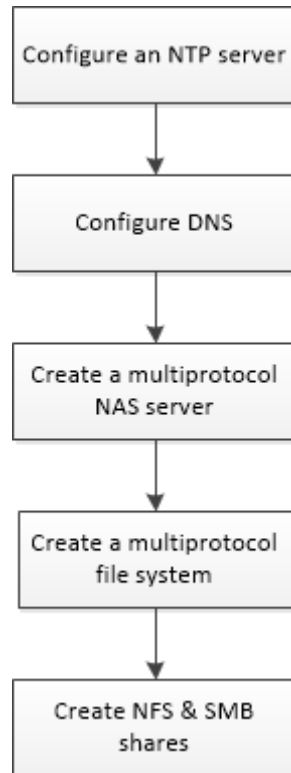 Configure an NTP server
Configure DNS
Create a multiprotocol
NAS server
Create a multiprotocol
file system
Create NFS & SMB
shares